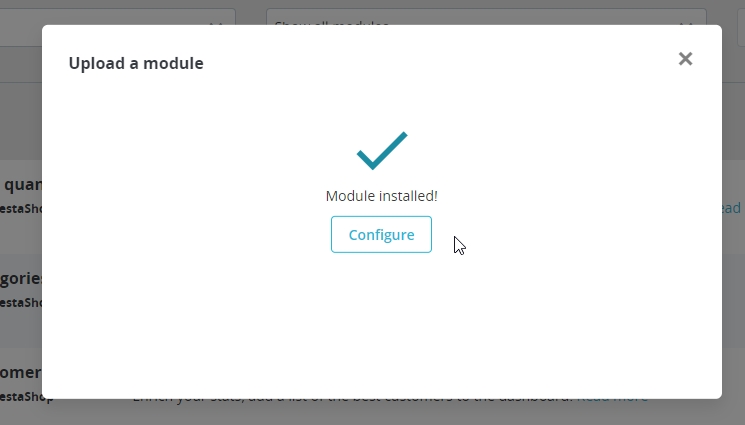 Show all modules
Upload a module
Module installed!
quan
estaSho
ead
Configure
gories
estaSho
omer
estaShop
Enrich your stats, add a list of the best customers to the dashboard. Read more